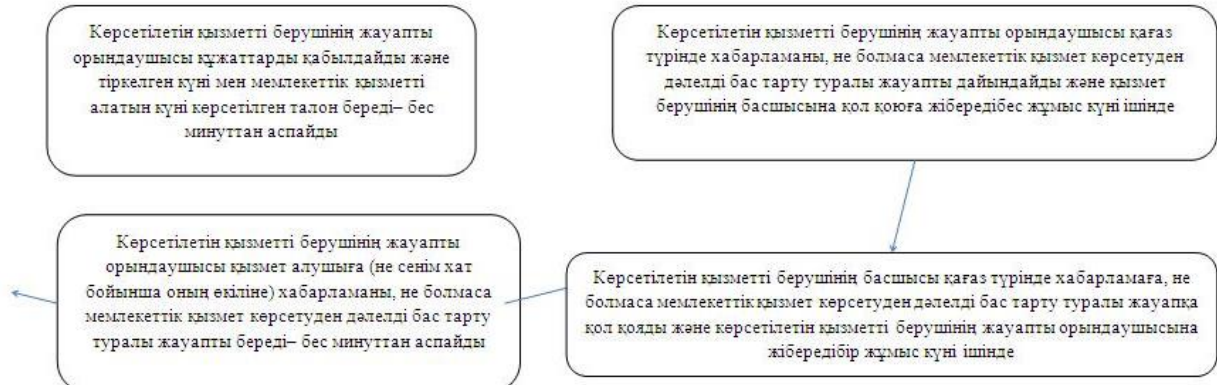 Көрсетілетін қызметті берушінің жауапты
орындаушысы құжаттарды қабылдайды және
тіркелген күні мен мемлекеттік қызметті
алатын күні көрсетілген талон береді– бес
минуттан аспайды
Көрсетілетін қызметті берушінің жауапты орындаушысы қағаз
түрінде хабарламаны, не болмаса мемлекеттік қызмет көрсетуден
дәлелді бас тарту туралы жауапты дайындайды және қызмет
берушінің басшысына қол қоюға жібередібес жұмыс күні ішінде
Көрсетілетін қызметті берушінің жауапты
орындаушысы қызмет алушыға (не сенім хат
бойынша оның өкіліне) хабарламаны, не болмаса
мемлекеттік қызмет көрсетуден дәлелді бас тарту
туралы жауапты береді– бес минуттан аспайды
Көрсетілетін қызметті берушінің басшысы қағаз түрінде хабарламаға, не
болмаса мемлекеттік қызмет көрсетуден дәлелді бас тарту туралы жауапқа
қол қояды және көрсетілетін қызметті берушінің жауапты орындаушысына
жібередібір жұмыс күні ішінде